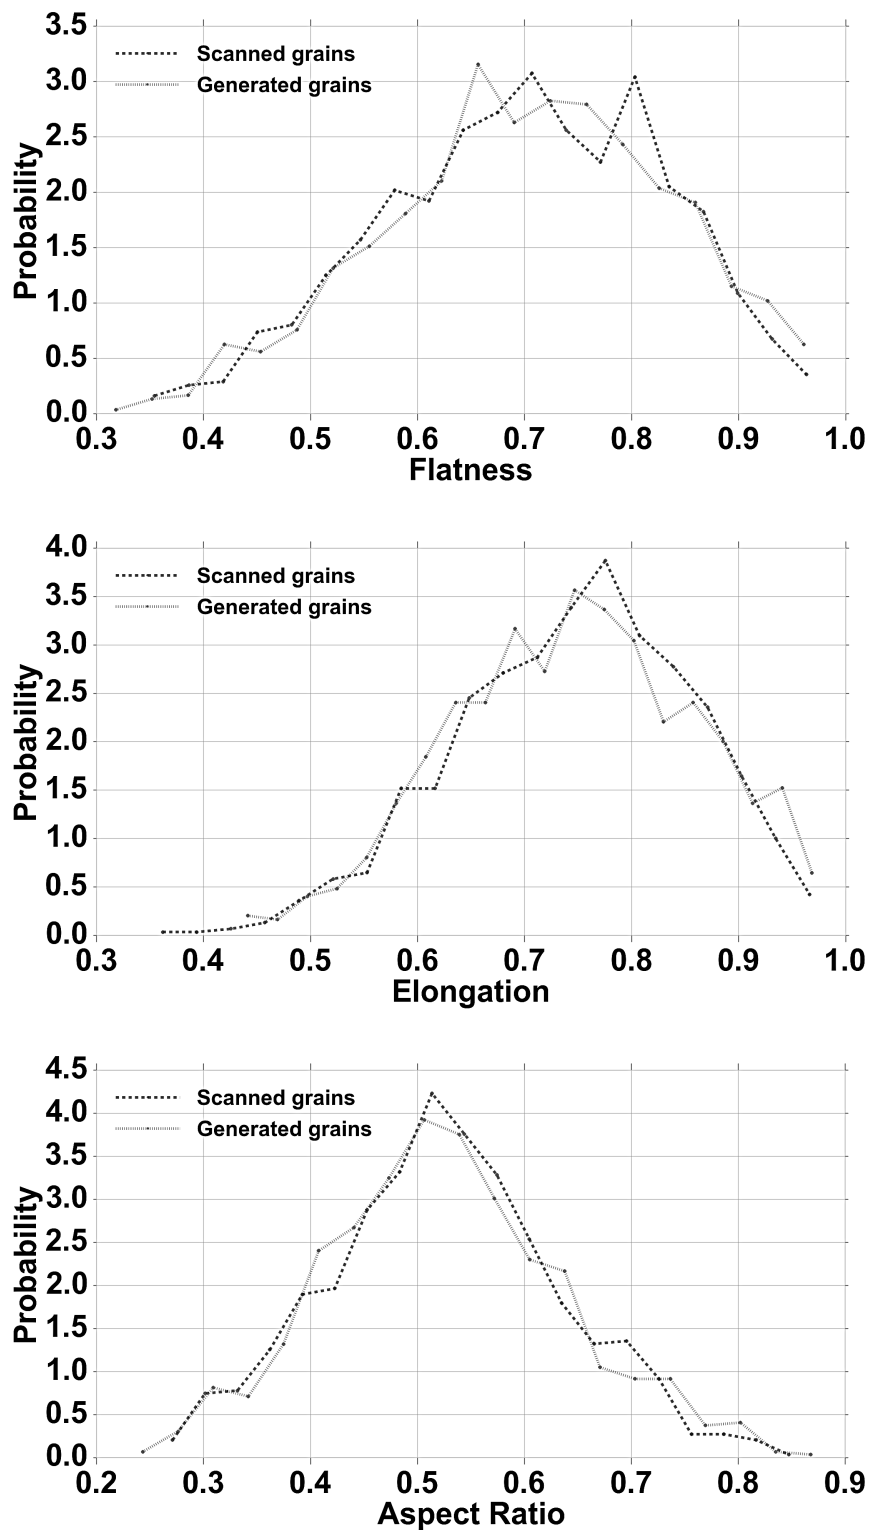 3.5
Scanned grains
3.0
Generated grains
2.5
2.0
Probability
1.5
1.0
0.5
0.0
0.3 0.4 0.5 0.6 0.7 0.8 0.9 1.0
Flatness
4.0
Scanned grains
3.5
Generated grains
3.0
2.5
Probability
2.0
1.5
1.0
0.5
0.0
0.3 0.4 0.5 0.6 0.7 0.8 0.9 1.0
Elongation
4.5
Scanned grains
4.0
Generated grains
3.5
3.0
2.5
Probability
2.0
1.5
1.0
0.5
0.0
0.2 0.3 0.4 0.5 0.6 0.7 0.8 0.9
Aspect Ratio